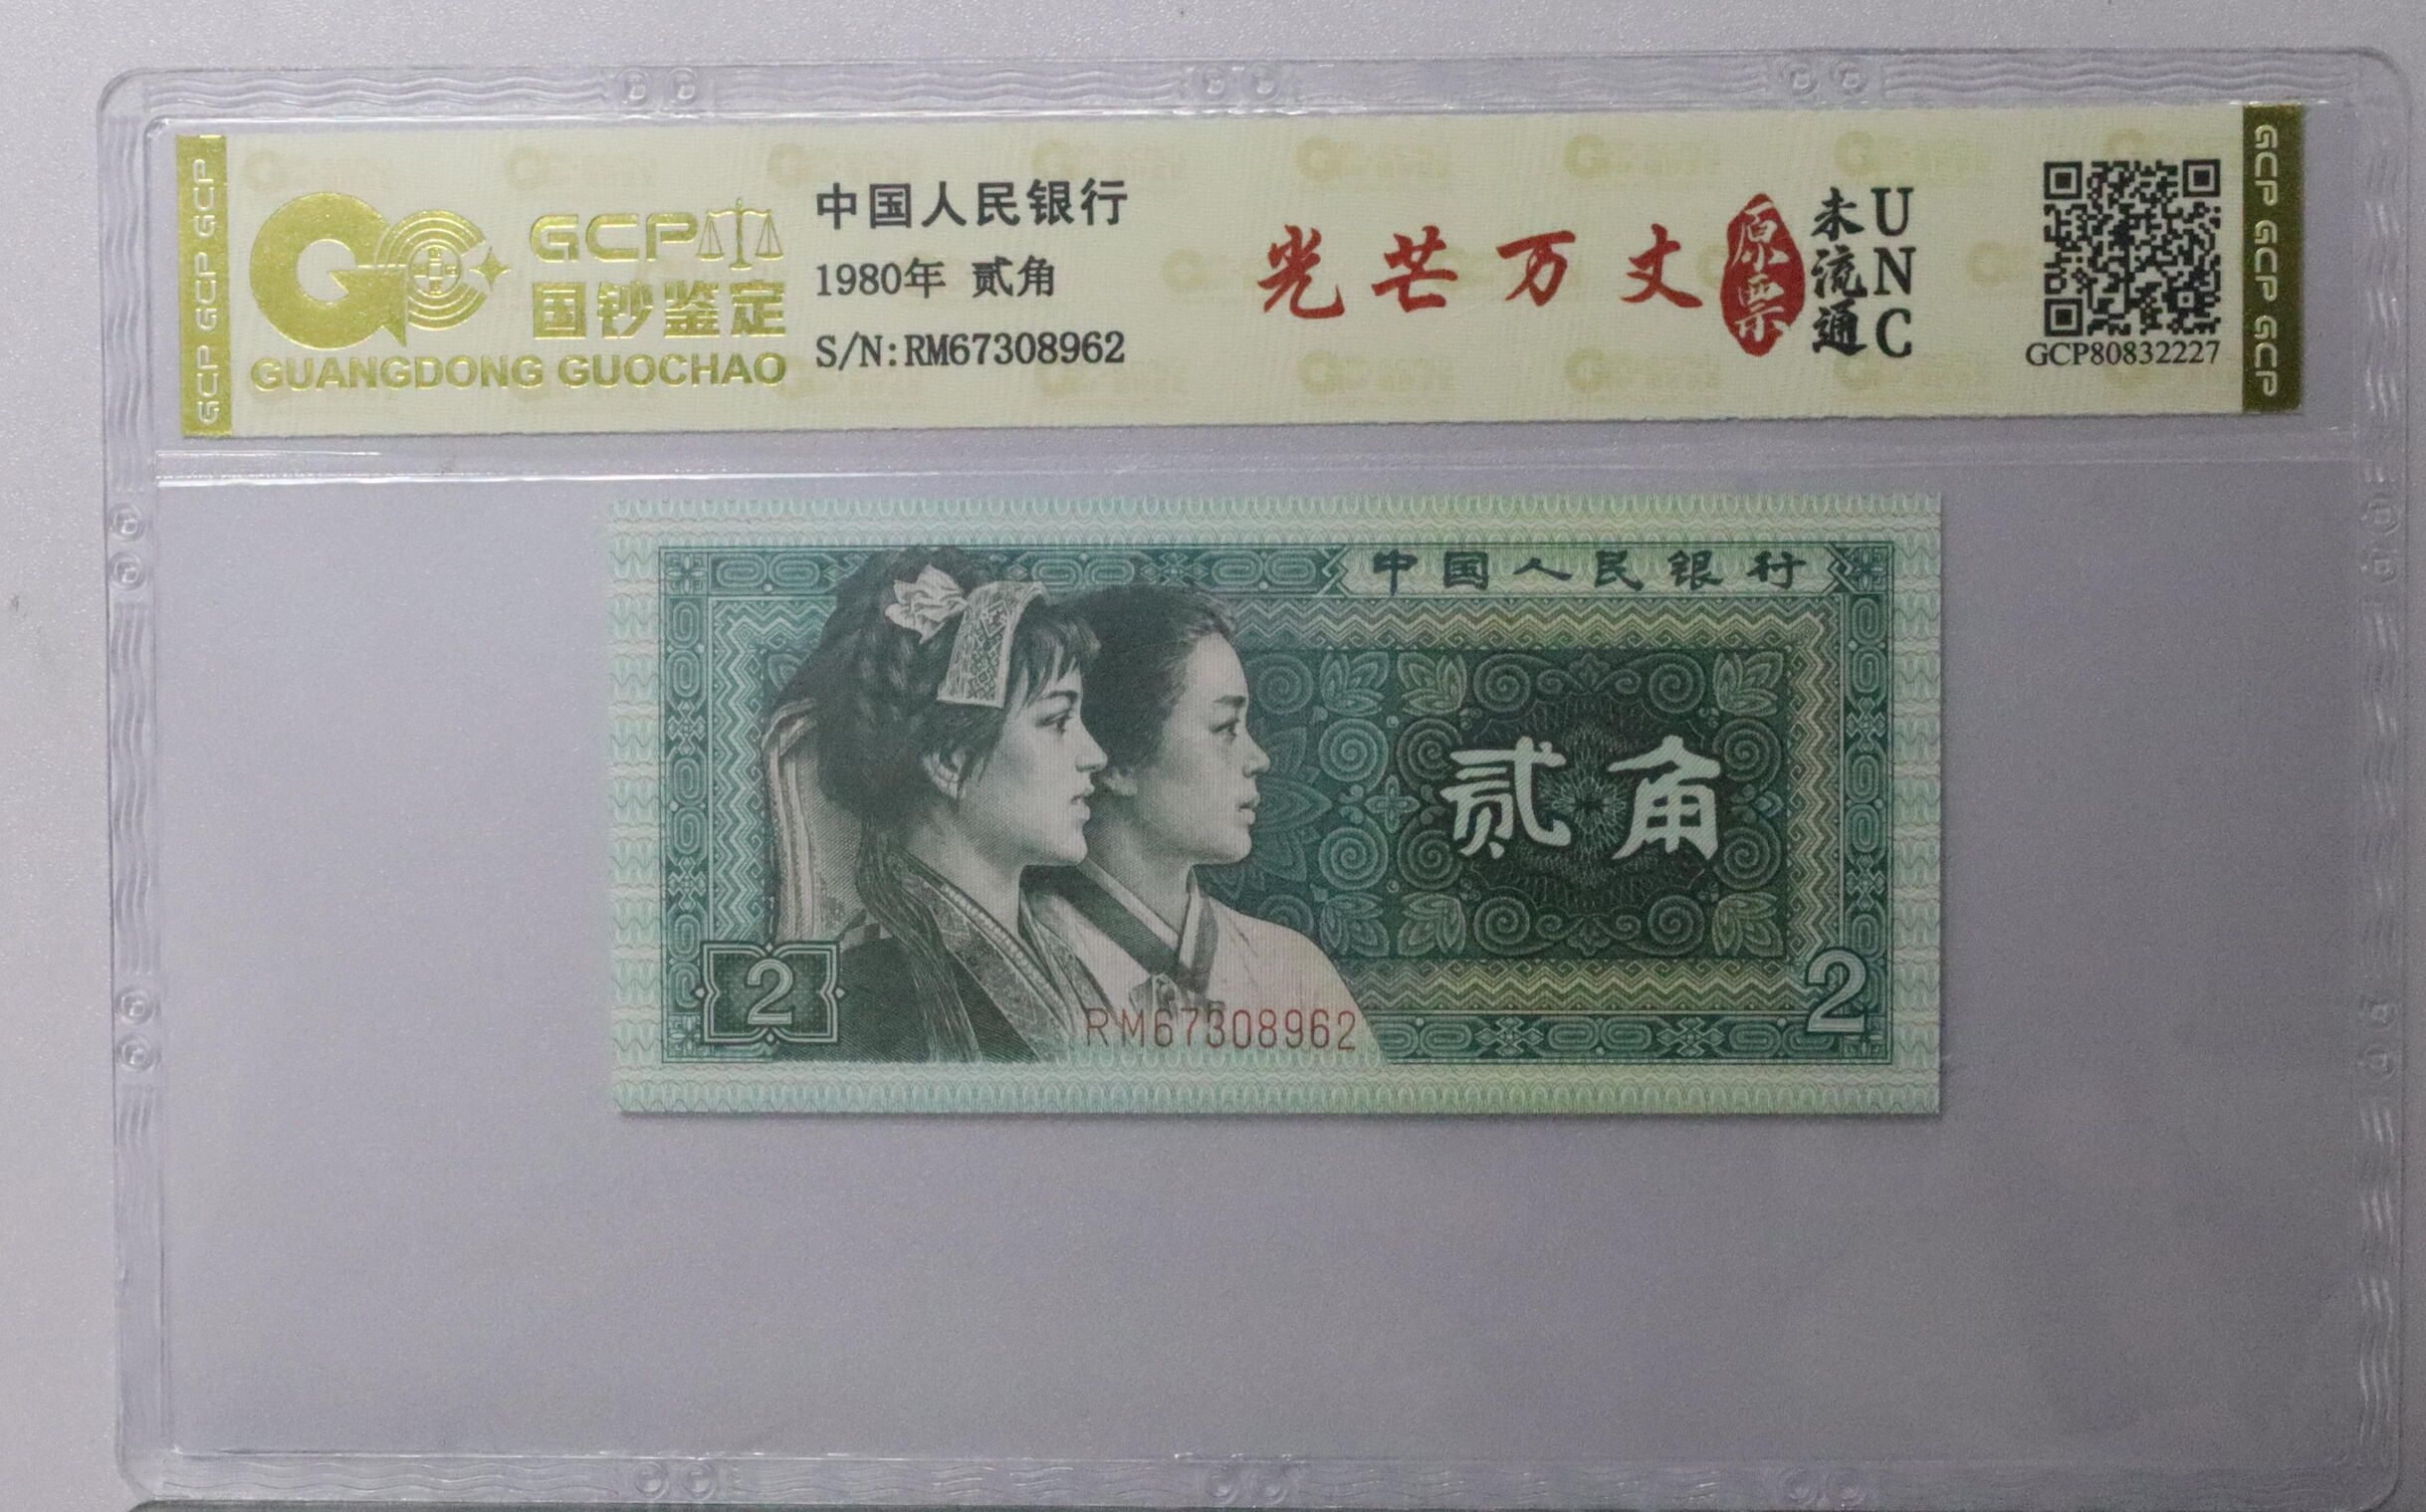 GCP GCP GCP
GCP
国钞鉴定
GUANGDONG GUOCHAO
中国人民银行
1980年 贰角
S/N:RM67308962
光芒万丈
原票
未流通
UNC
GCP80832227
GCP GCP GCP
中国人民银行
贰角
2
RM67308962
2